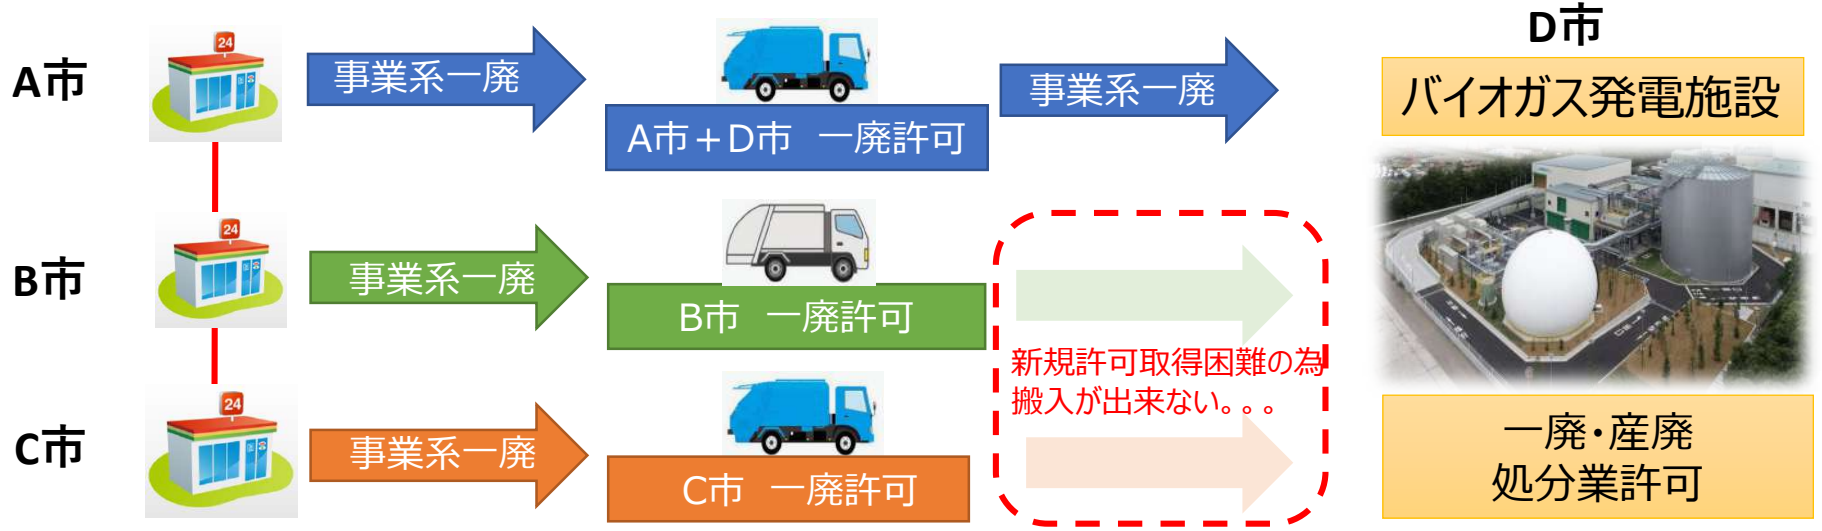 D市
A市
24
事業系一廃
A市+D市 一廃許可
事業系一廃
バイオガス発電施設
B市
24
事業系一廃
B市 一廃許可
新規許可取得困難の為
搬入が出来ない。。。
C市
24
事業系一廃
C市 一廃許可
一廃・産廃
処分業許可